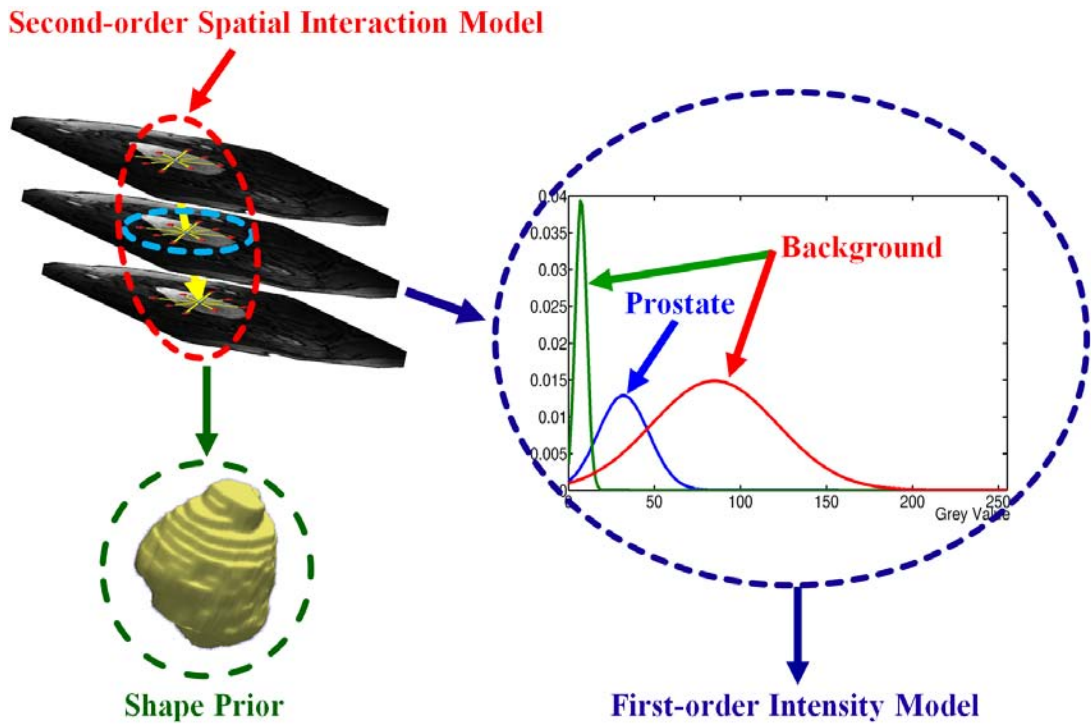 Second-order Spatial Interaction Model
0.04
0.035
0.03
0.025
0.02
0.015
0.01
0.005
0
0 50 100 150 200 250
Grey Value
Background
Prostate
Shape Prior
First-order Intensity Model